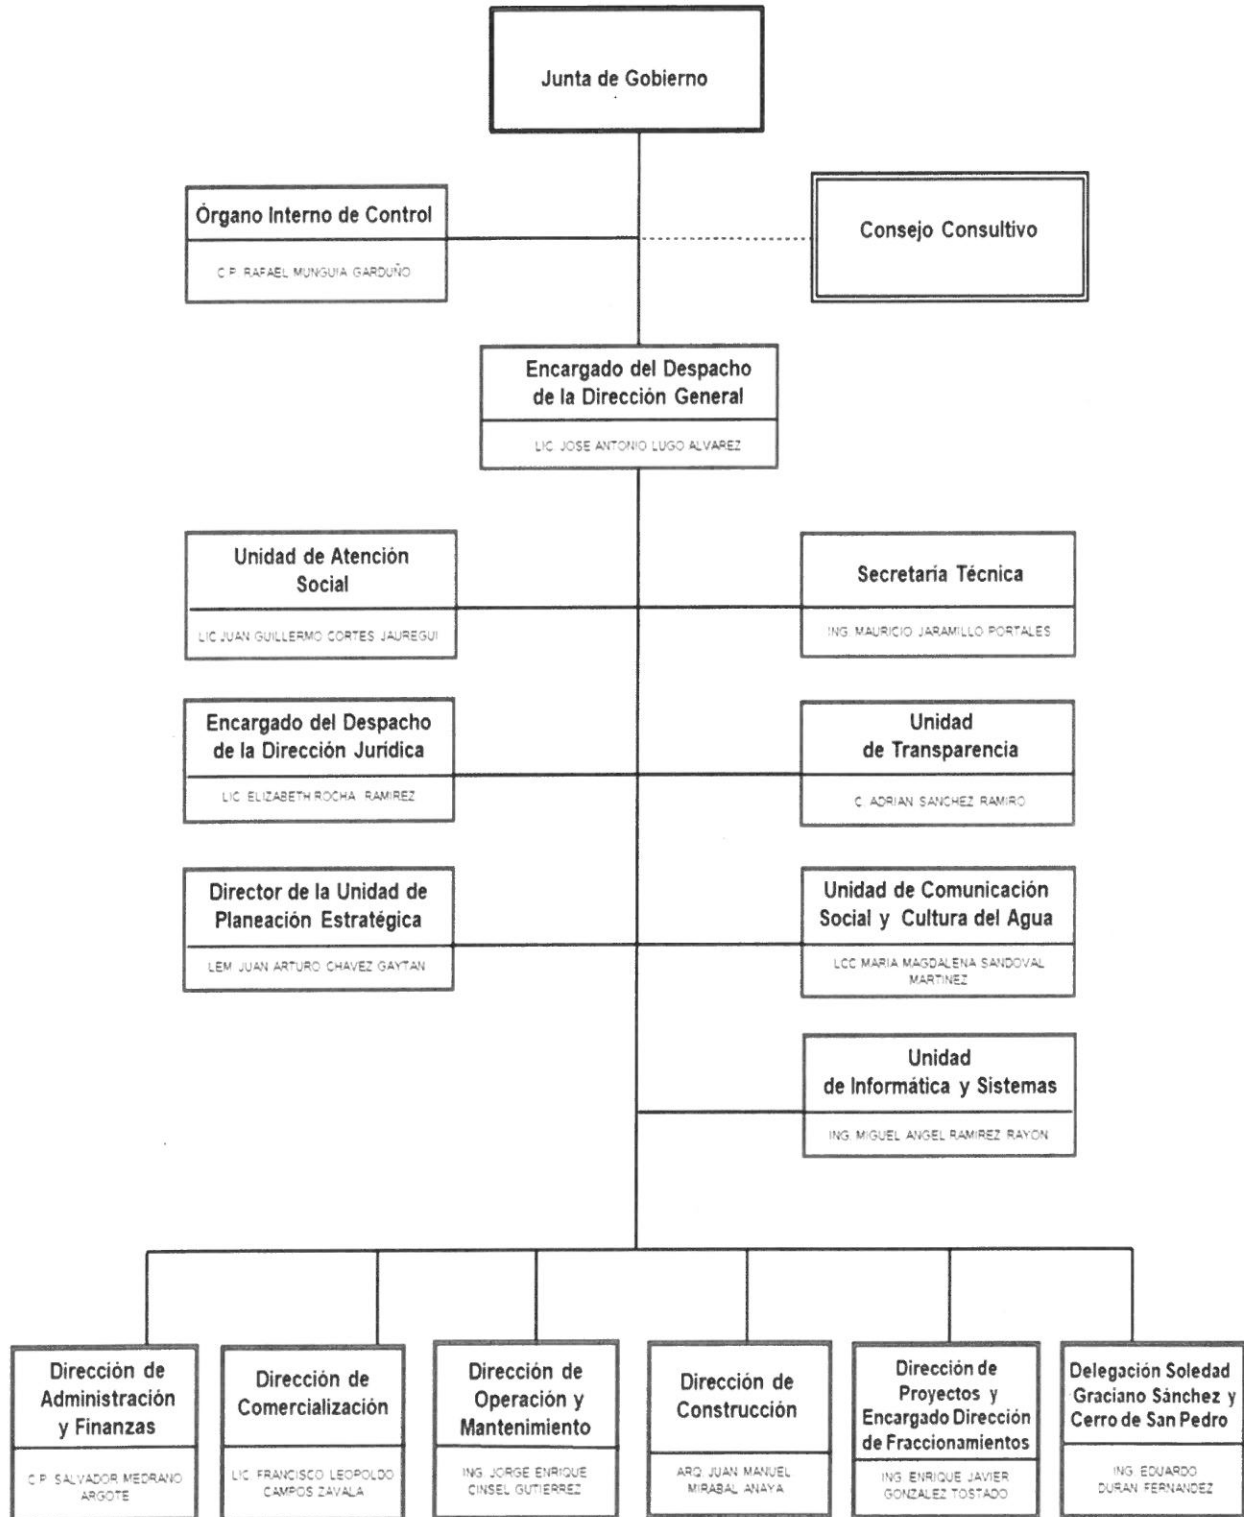 Junta de Gobierno
Órgano Interno de Control
C.P. RAFAEL MUNGUIA GARDUÑO
Consejo Consultivo
Encargado del Despacho
de la Dirección General
LIC. JOSE ANTONIO LUGO ALVAREZ
Unidad de Atención
Social
LIC.JUAN GUILLERMO CORTES JAUREGUI
Secretaría Técnica
ING. MAURICIO JARAMILLO PORTALES
Encargado del Despacho
de la Dirección Jurídica
LIC. ELIZABETH ROCHA RAMIREZ
Unidad
de Transparencia
C. ADRIAN SANCHEZ RAMIRO
Director de la Unidad de
Planeación Estratégica
LEM. JUAN ARTURO CHAVEZ GAYTAN
Unidad de Comunicación
Social y Cultura del Agua
LCC MARIA MAGDALENA SANDOVAL
MARTINEZ
Unidad
de Informática y Sistemas
ING. MIGUEL ANGEL RAMIREZ RAYON
Dirección de
Administración
y Finanzas
C.P. SALVADOR MEDRANO
ARGOTE
Dirección de
Comercialización
LIC. FRANCISCO LEOPOLDO
CAMPOS ZAVALA
Dirección de
Operación y
Mantenimiento
ING. JORGE ENRIQUE
CINSEL GUTIERREZ
Dirección de
Construcción
ARQ. JUAN MANUEL
MIRABAL ANAYA
Dirección de
Proyectos y
Encargado Dirección
de Fraccionamientos
ING. ENRIQUE JAVIER
GONZALEZ TOSTADO
Delegación Soledad
Graciano Sánchez y
Cerro de San Pedro
ING. EDUARDO
DURAN FERNANDEZ